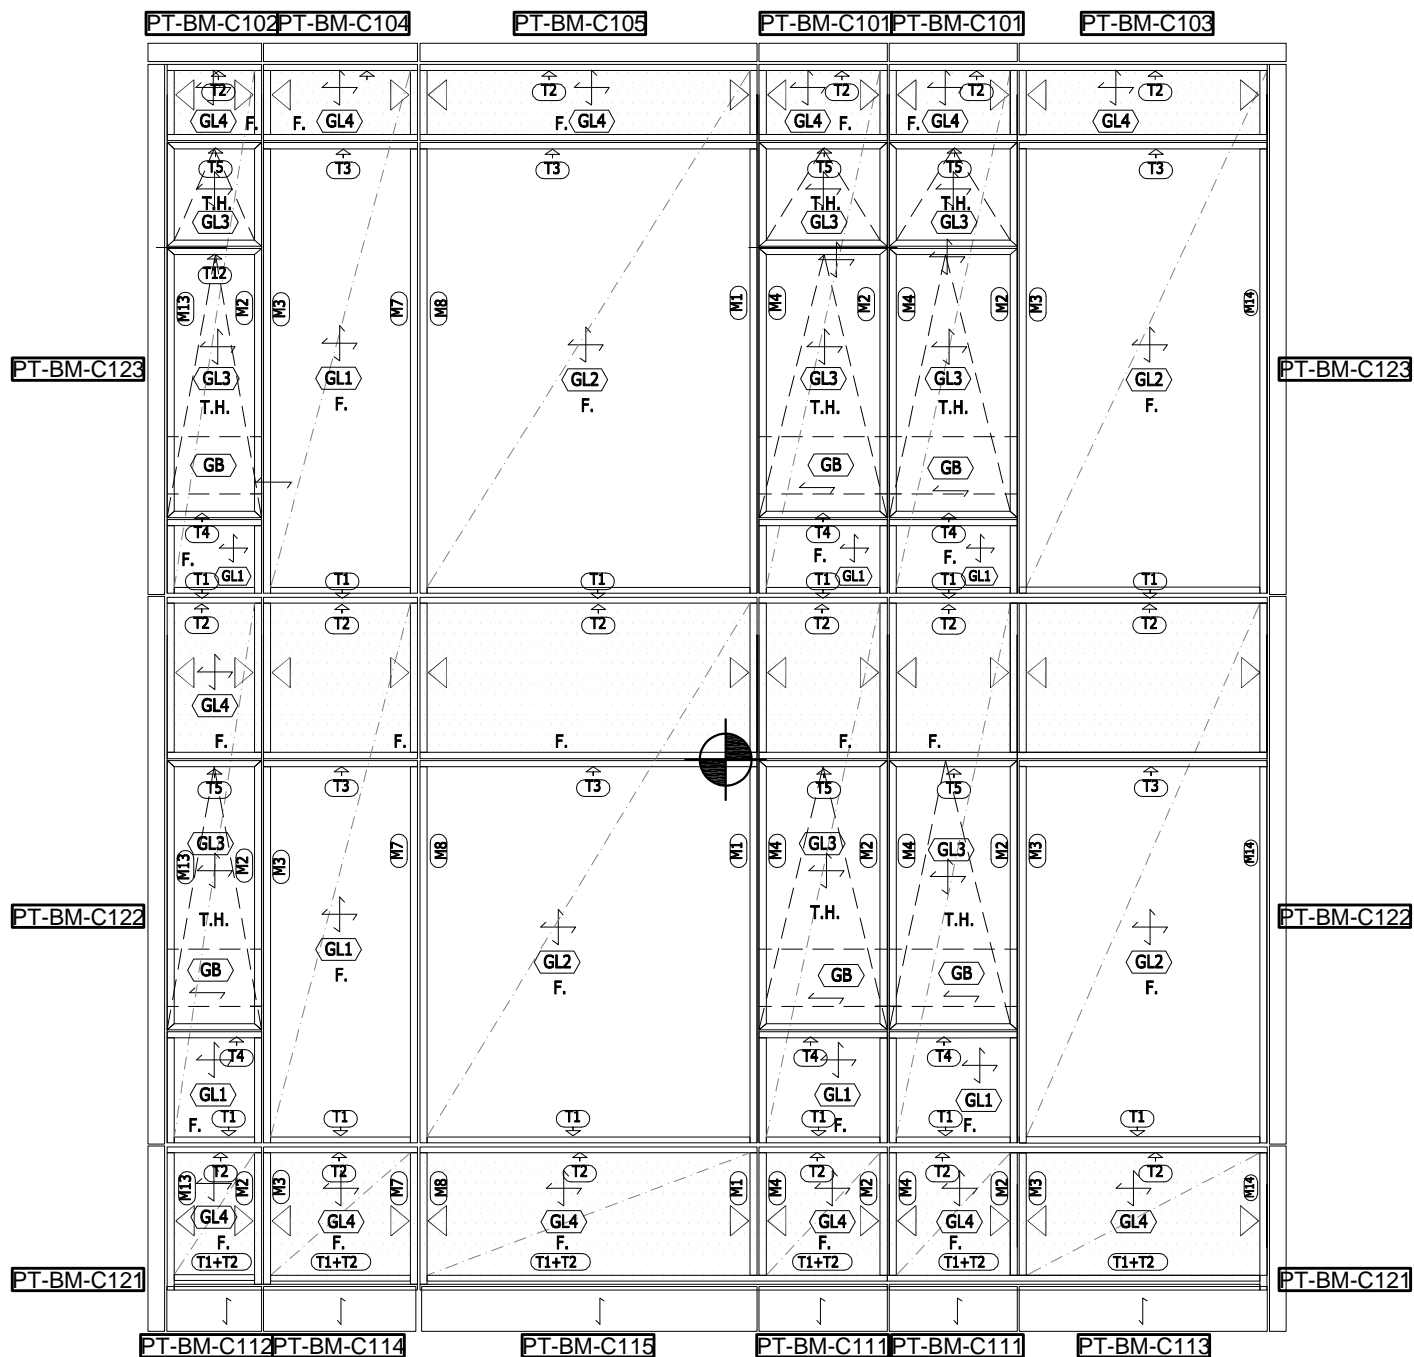 PT-BM-C102 PT-BM-C104 PT-BM-C105 PT-BM-C101 PT-BM-C101 PT-BM-C103
T2 T2 T2 T2 T2
GL4 F. F. GL4 F. GL4 GL4 F. F. GL4 GL4
T5 T3 T3 T5 T5 T3
T.H. T.H. T.H.
GL3 GL3 GL3
T12
M13 M2 M3 M7 M8 M1 M4 M2 M4 M2 M3 M14
PT-BM-C123 GL3 GL1 GL2 GL3 GL3 GL2 PT-BM-C123
T.H. F. F. T.H. T.H. F.
GB GB GB
T4 T4 T4
F. F. F.
GL1 GL1 GL1
T1 T1 T1 T1 T1 T1
T2 T2 T2 T2 T2 T2
GL4
F. F. F. F. F.
T5 T3 T3 T5 T5 T3
GL3 GL3 GL3
M13 M2 M3 M7 M8 M1 M4 M2 M4 M2 M3 M14
PT-BM-C122 T.H. T.H. T.H. PT-BM-C122
GL1 GL2 GL2
F. F. F.
GB GB GB
T4 T4 T4
GL1 GL1 GL1
T1 T1 T1 T1 T1 T1
F. F. F.
T2 T2 T2 T2 T2 T2
M13 M2 M3 M7 M8 M1 M4 M2 M4 M2 M3 M14
GL4 GL4 GL4 GL4 GL4 GL4
F. F. F. F. F.
T1+T2 T1+T2 T1+T2 T1+T2 T1+T2 T1+T2
PT-BM-C121 PT-BM-C121
PT-BM-C112 PT-BM-C114 PT-BM-C115 PT-BM-C111 PT-BM-C111 PT-BM-C113